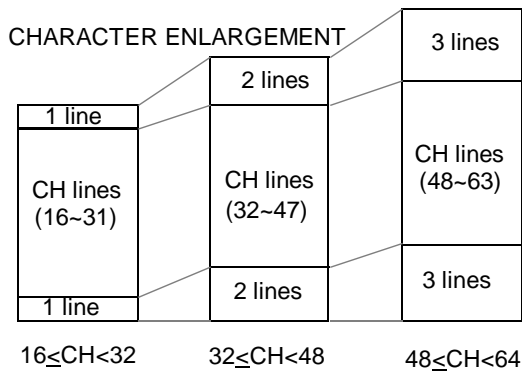 CHARACTER ENLARGEMENT
1 line
CH lines
(16~31)
1 line
16≤CH<32
2 lines
CH lines
(32~47)
2 lines
32≤CH<48
3 lines
CH lines
(48~63)
3 lines
48≤CH<64